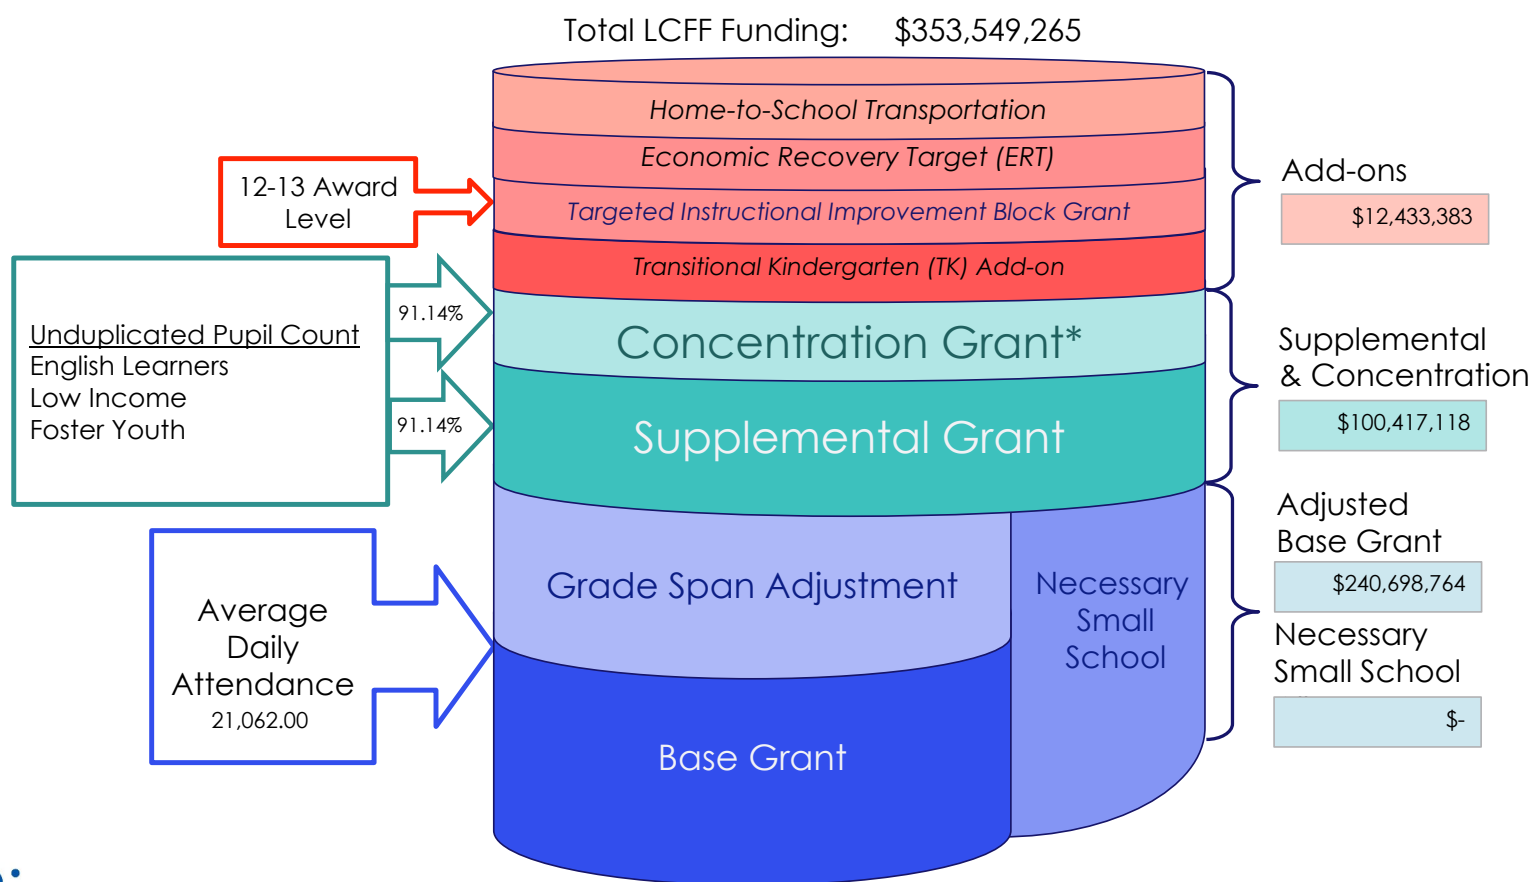 Total LCFF Funding: $353,549,265
Home-to-School Transportation
Economic Recovery Target (ERT)
Targeted Instructional Improvement Block Grant
Transitional Kindergarten (TK) Add-on
Concentration Grant*
Supplemental Grant
Grade Span Adjustment
Necessary
Small
School
Base Grant
12-13 Award
Level
Unduplicated Pupil Count
English Learners
Low Income
Foster Youth
91.14%
91.14%
Average
Daily
Attendance
21,062.00
Add-ons
$12,433,383
Supplemental
& Concentration
$100,417,118
Adjusted
Base Grant
$240,698,764
Necessary
Small School
$-